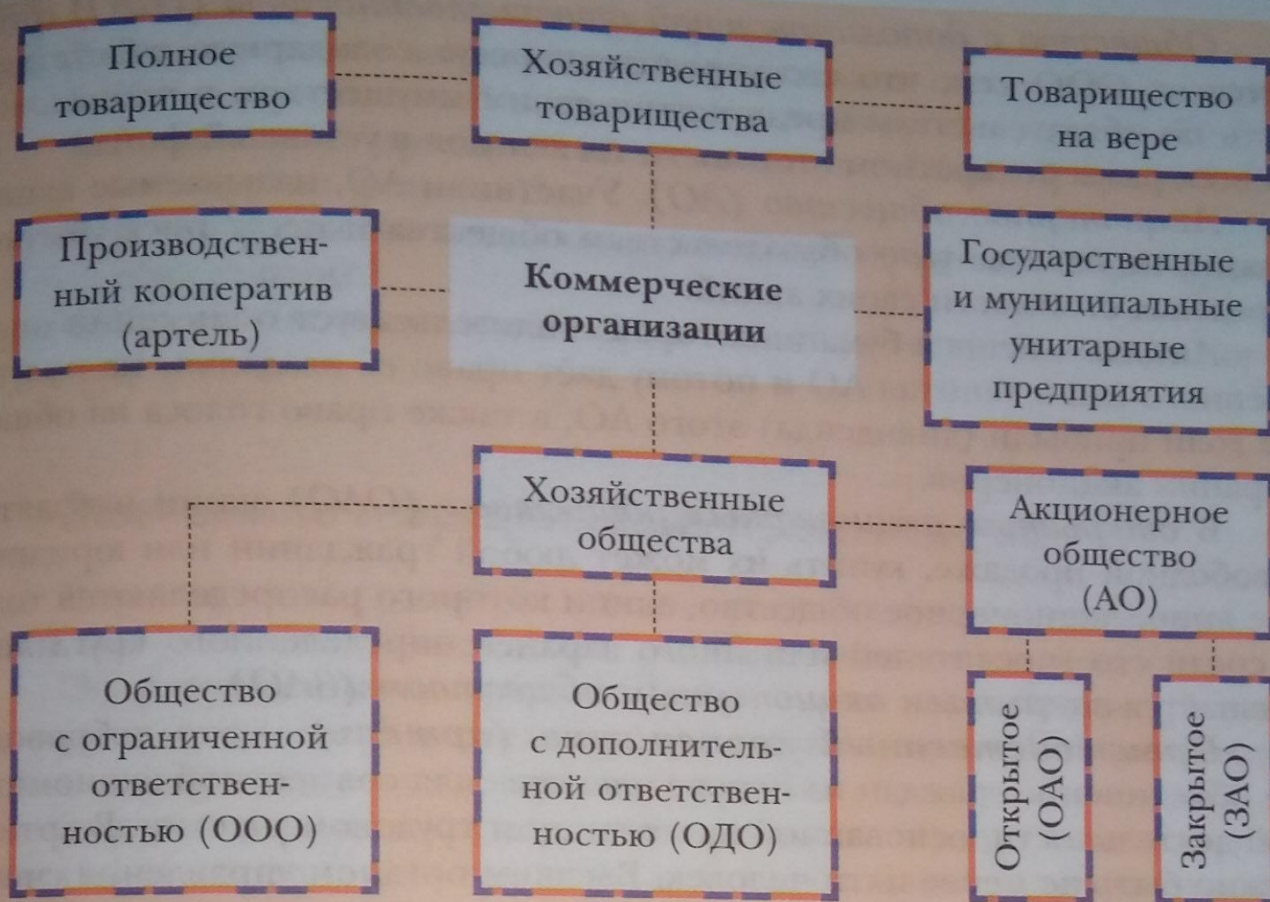 Полное
товарищество
Хозяйственные
товарищества
Товарищество
на вере
Производствен-
ный кооператив
(артель)
Коммерческие
организации
Государственные
и муниципальные
унитарные
предприятия
Хозяйственные
общества
Акционерное
общество
(АО)
Общество
с ограниченной
ответствен-
ностью (ООО)
Общество
с дополнитель-
ной ответствен-
ностью (ОДО)
Открытое
(ОАО)
Закрытое
(ЗАО)